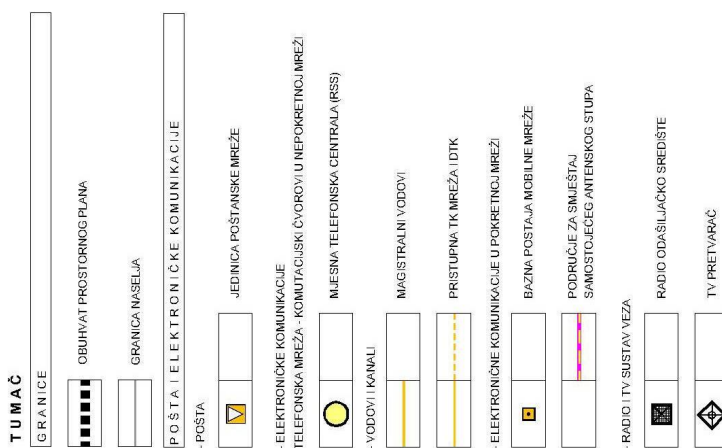 TUMAČ
GRANICE
OBUHVAT PROSTORNOG PLANA
GRANICA NASELJA
POŠTA I ELEKTRONIČKE KOMUNIKACIJE
- POŠTA
JEDINICA POŠTANSKE MREŽE
- ELEKTRONIČKE KOMUNIKACIJE
- TELEFONSKA MREŽA - KOMUTACIJSKI ČVOROVI U NEPOKRETNOJ MREŽI
MJESNA TELEFONSKA CENTRALA (RSS)
- VODOVI I KANALI
MAGISTRALNI VODOVI
PRISTUPNA TK MREŽA I DTK
- ELEKTRONIČNE KOMUNIKACIJE U POKRETNOJ MREŽI
BAZNA POSTAJA MOBILNE MREŽE
PODRUČJE ZA SMJEŠTAJ
SAMOSTOJEĆEG ANTENSKOG STUPA
- RADIO I TV SUSTAV VEZA
RADIO ODAŠILJAČKO SREDIŠTE
TV PRETVARAČ